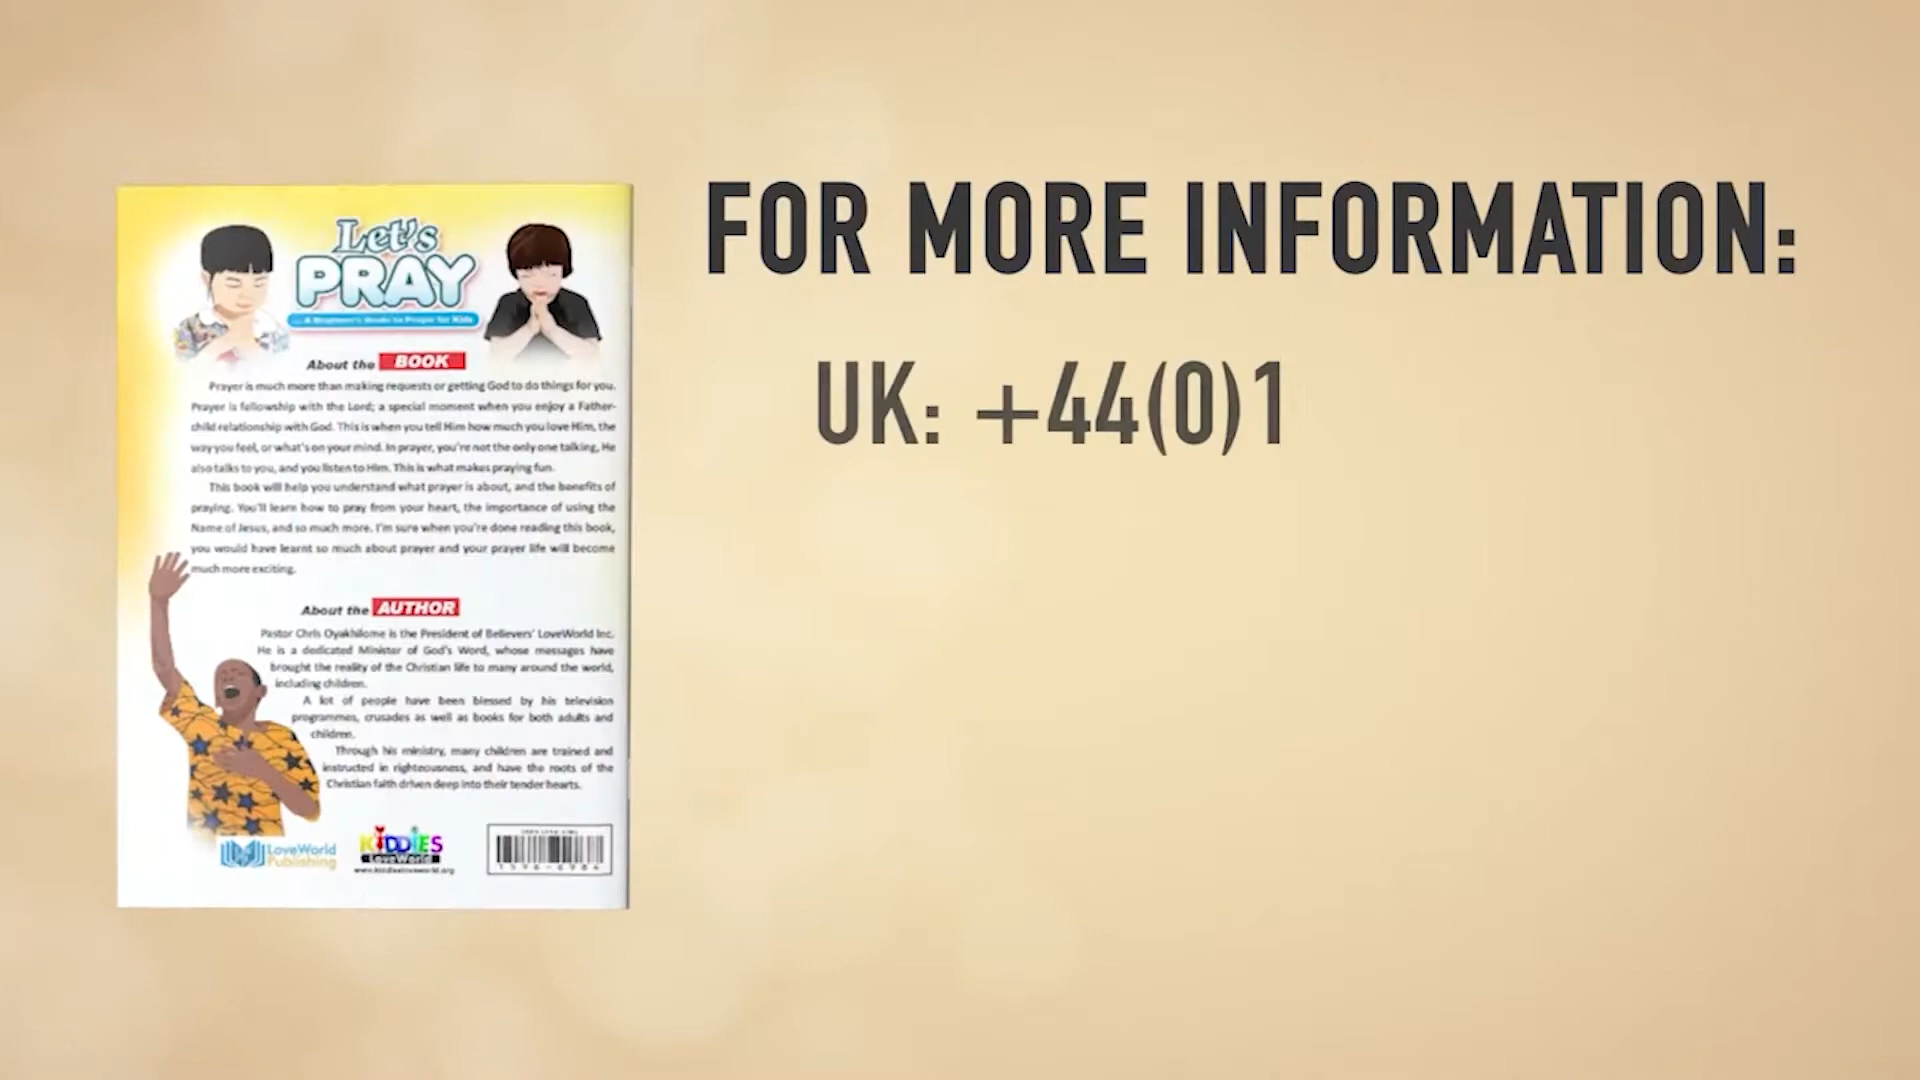 Let's
PRAY
... A Beginner's Guide to Prayer for Kids
About the BOOK
Prayer is much more than making requests or getting God to do things for you.
Prayer is fellowship with the Lord; a special moment when you enjoy a Father-
child relationship with God. This is when you tell Him how much you love Him, the
way you feel, or what's on your mind. In prayer, you're not the only one talking, He
also talks to you, and you listen to Him. This is what makes praying fun.
This book will help you understand what prayer is about, and the benefits of
praying. You'll learn how to pray from your heart, the importance of using the
Name of Jesus, and so much more. I'm sure when you're done reading this book,
you would have learnt so much about prayer and your prayer life will become
much more exciting.
About the AUTHOR
Pastor Chris Oyakhilome is the President of Believers' LoveWorld Inc.
He is a dedicated Minister of God's Word, whose messages have
brought the reality of the Christian life to many around the world,
including children.
A lot of people have been blessed by his television
programmes, crusades as well as books for both adults and
children.
Through his ministry, many children are trained and
instructed in righteousness, and have the roots of the
Christian faith driven deep into their tender hearts.
LoveWorld
Publishing
KIDDIES
LoveWorld
www.kiddiesloveworld.org
FOR MORE INFORMATION:
UK: +44(0)1